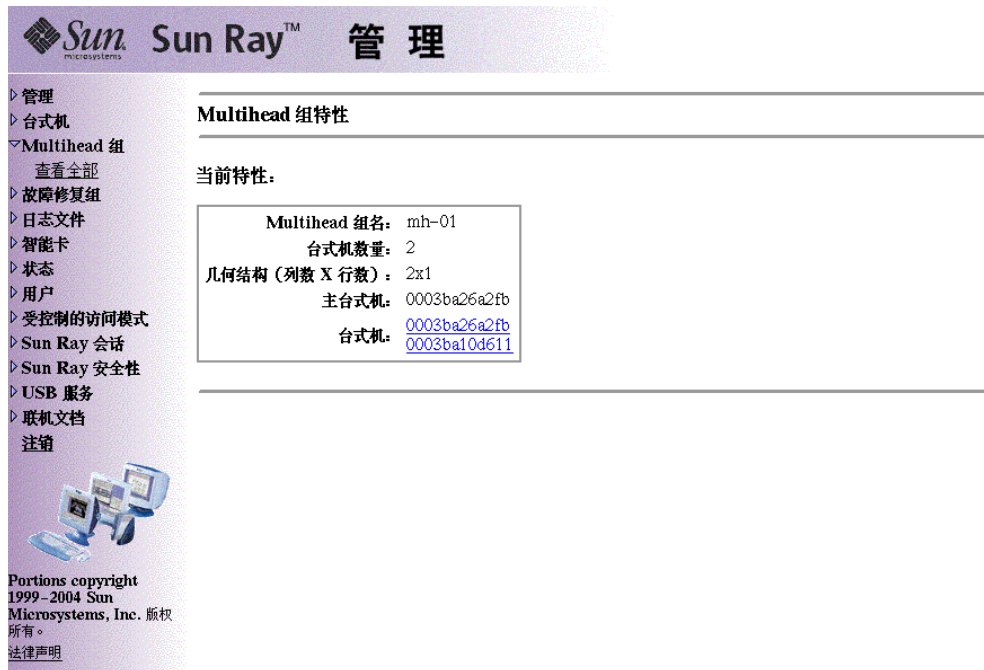 Sun microsystems Sun Ray™ 管 理
管理
台式机
Multihead 组
查看全部
故障修复组
日志文件
智能卡
状态
用户
受控制的访问模式
Sun Ray 会话
Sun Ray 安全性
USB 服务
联机文档
注销
Portions copyright
1999-2004 Sun
Microsystems, Inc. 版权
所有。
法律声明
Multihead 组特性
当前特性：
Multihead 组名： mh-01
台式机数量： 2
几何结构（列数 X 行数）： 2x1
主台式机： 0003ba26a2fb
台式机： 0003ba26a2fb
0003ba10d611